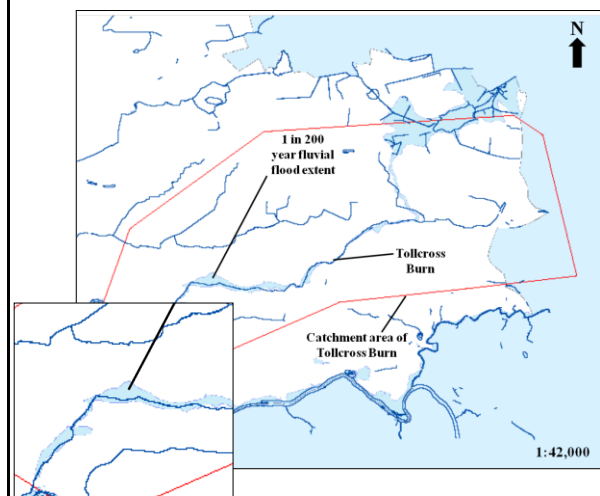 N
1 in 200
year fluvial
flood extent
Tollcross
Burn
Catchment area of
Tollcross Burn
1:42,000